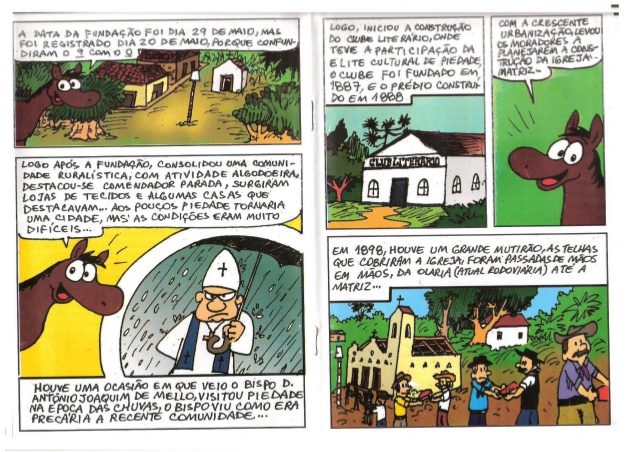 A DATA DA FUNDAÇÃO FOI DIA 29 DE MAIO, MAS
FOI REGISTRADO DIA 20 DE MAIO, PORQUE CONFUN-
DIRAM O 9 COM O 0
LOGO APÓS A FUNDAÇÃO, CONSOLIDOU UMA COMUNI-
DADE RURALÍSTICA, COM ATIVIDADE ALGODOEIRA,
DESTACOU-SE COMENDADOR PARADA, SURGIRAM
LOJAS DE TECIDOS E ALGUMAS CASAS QUE
DESTACAVAM... AOS POUCOS PIEDADE TORNARIA
UMA CIDADE, MAS AS CONDIÇÕES ERAM MUITO
DIFÍCEIS...
HOUVE UMA OCASIÃO EM QUE VEIO O BISPO D.
ANTÔNIO JOAQUIM DE MELLO, VISITOU PIEDADE
NA EPOCA DAS CHUVAS, O BISPO VIU COMO ERA
PRECÁRIA A RECENTE COMUNIDADE...
LOGO, INICIOU A CONSTRUÇÃO
DO CLUBE LITERÁRIO, ONDE
TEVE A PARTICIPAÇÃO DA
ELITE CULTURAL DE PIEDADE,
O CLUBE FOI FUNDADO EM,
1887, E O PRÉDIO CONSTRUI-
DO EM 1888
CLUB LITERÁRIO
COM A CRESCENTE
URBANIZAÇÃO, LEVOU
OS MORADORES A
PLANEJAREM A CONS-
TRUÇÃO DA IGREJA-
MATRIZ...
EM 1898, HOUVE UM GRANDE MUTIRÃO, AS TELHAS
QUE COBRIRAM A IGREJA, FORAM PASSADAS DE MÃOS
EM MÃOS, DA OLARIA (ATUAL RODOVIÁRIA) ATÉ A
MATRIZ...